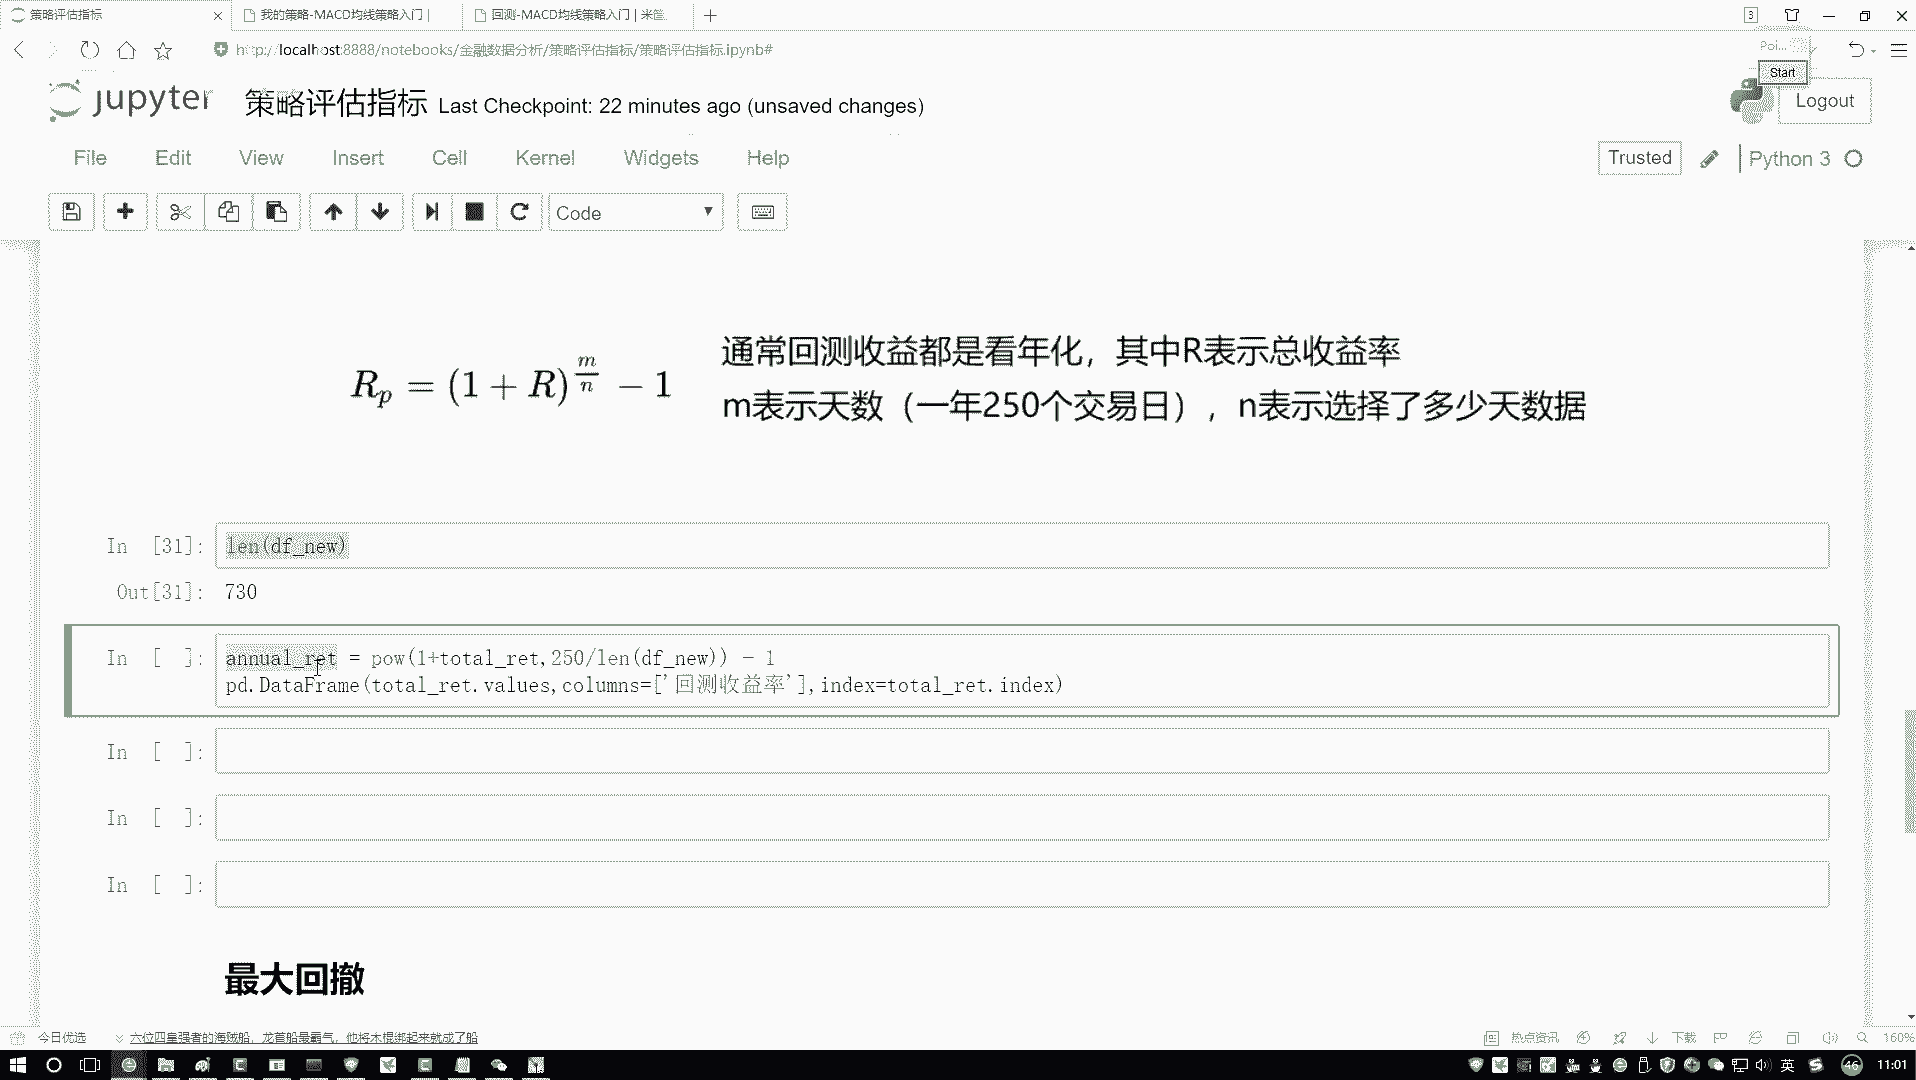 策略评估指标
我的策略-MACD均线策略入门 |
回测-MACD均线策略入门 | 米筐
3
http://localhost:8888/notebooks/金融数据分析/策略评估指标/策略评估指标.ipynb#
Poi...
Start
jupyter 策略评估指标 Last Checkpoint: 22 minutes ago (unsaved changes)
Logout
File Edit View Insert Cell Kernel Widgets Help
Trusted Python 3
Code
R_p = (1 + R)^{m/n} − 1
通常回测收益都是看年化，其中R表示总收益率
m表示天数（一年250个交易日），n表示选择了多少天数据
In [31]: len(df_new)
Out[31]: 730
In [ ]: annual_ret = pow(1+total_ret,250/len(df_new)) - 1
pd.DataFrame(total_ret.values,columns=['回测收益率'],index=total_ret.index)
In [ ]:
In [ ]:
In [ ]:
最大回撤
今日优选 六位四皇强者的海贼船，龙首船最霸气，他将木棍绑起来就成了船
热点资讯 下载 160%
英 46 11:01